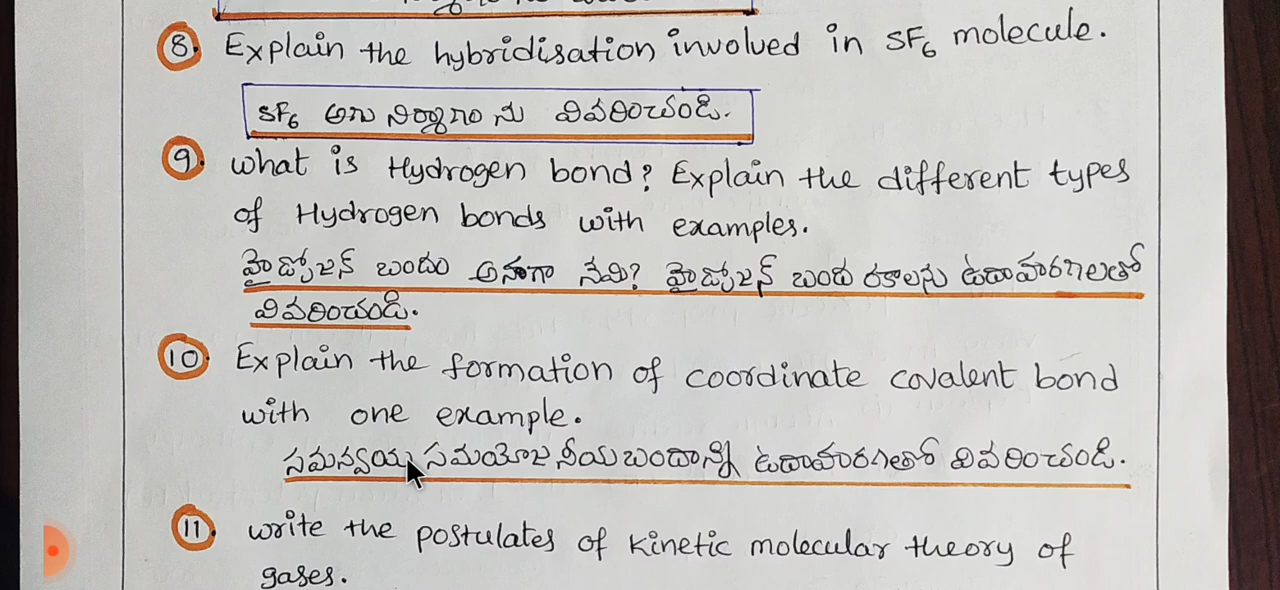 8. Explain the hybridisation involved in SF6 molecule.
SF6 అణు నిర్మాణం ను వివరించండి.
9. What is Hydrogen bond? Explain the different types
of Hydrogen bonds with examples.
హైడ్రోజన్ బంధం అనగా నేమి? హైడ్రోజన్ బంధ రకాలను ఉదాహరణలతో
వివరించండి.
10. Explain the formation of coordinate covalent bond
with one example.
సమన్వయ సమయోజనీయ బంధాన్ని ఉదాహరణతో వివరించండి.
11. Write the postulates of kinetic molecular theory of
gases.